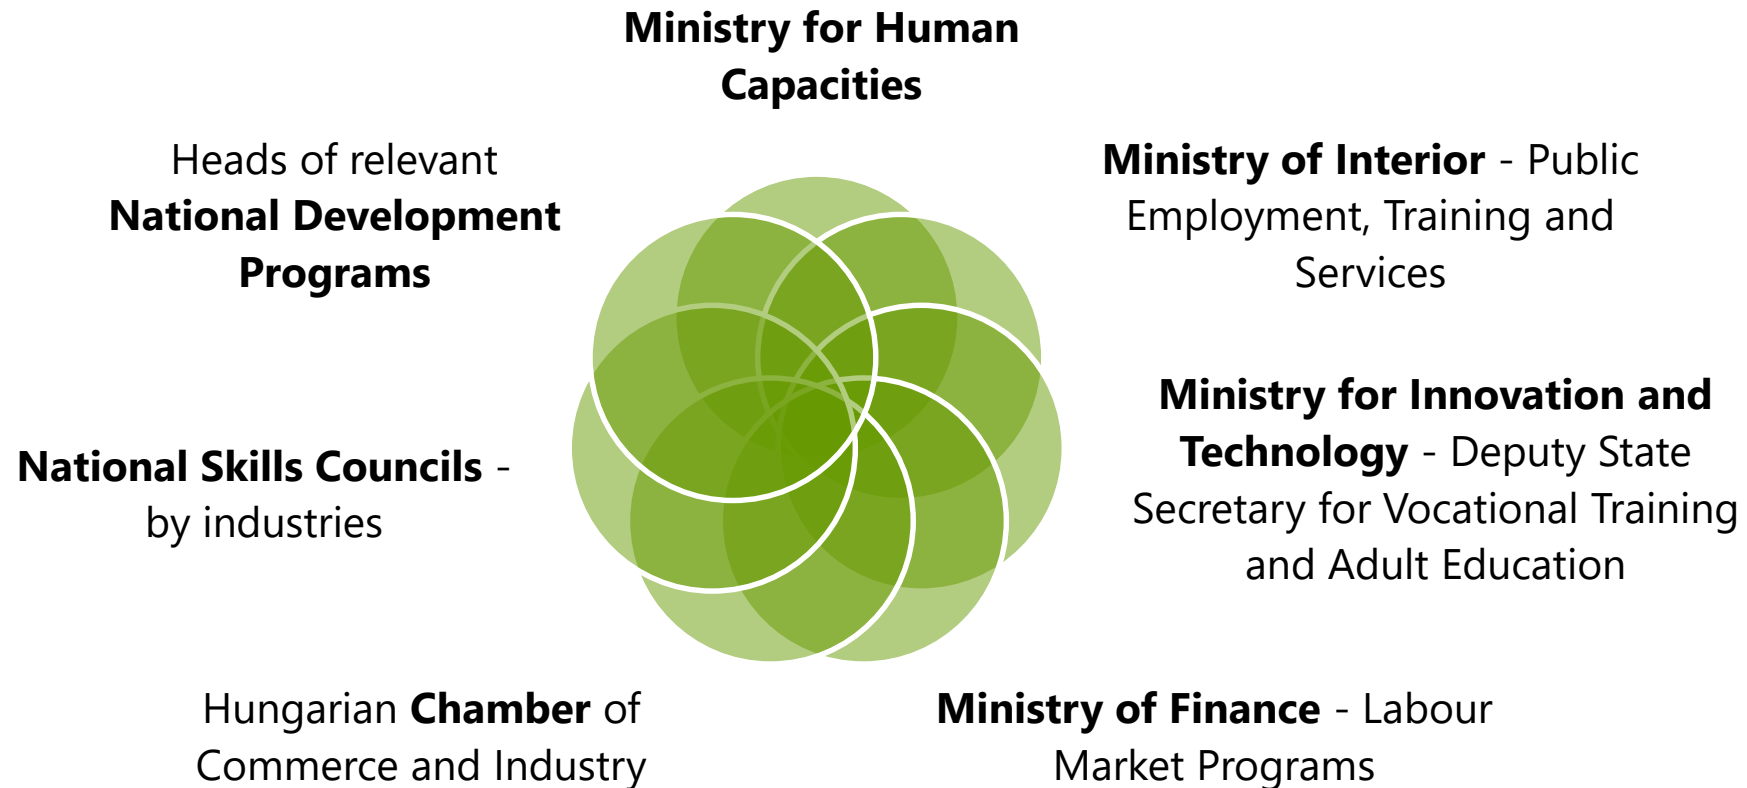 Ministry for Human
Capacities
Heads of relevant
National Development
Programs
Ministry of Interior - Public
Employment, Training and
Services
Ministry for Innovation and
Technology - Deputy State
Secretary for Vocational Training
and Adult Education
National Skills Councils -
by industries
Hungarian Chamber of
Commerce and Industry
Ministry of Finance - Labour
Market Programs